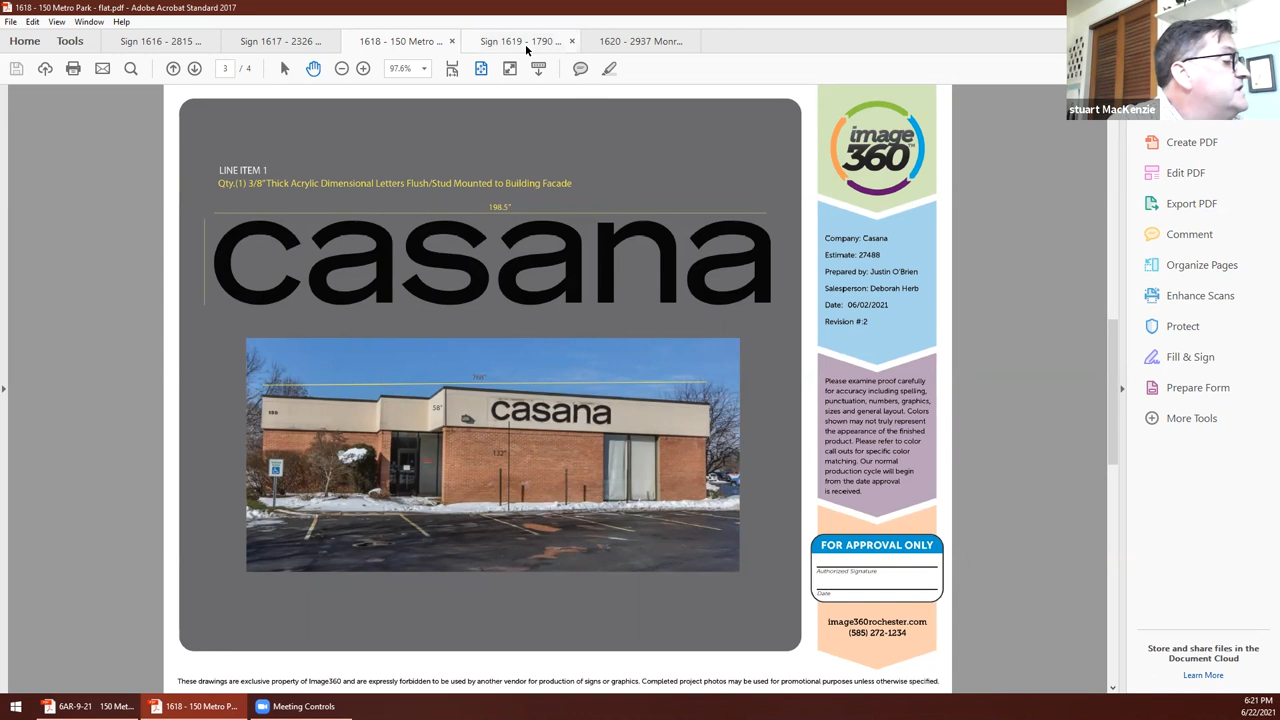 1618 - 150 Metro Park - flat.pdf - Adobe Acrobat Standard 2017
File Edit View Window Help
Home Tools Sign 1616 - 2815 ... Sign 1617 - 2326 ... 1618 - 150 Metro ... × Sign 1619 - 1790 ... × 1620 - 2937 Monr...
3 / 4 97.6%
stuart MacKenzie
LINE ITEM 1
Qty.(1) 3/8"Thick Acrylic Dimensional Letters Flush/Stud Mounted to Building Facade
198.5"
casana
58"
150
casana
132"
image
360
Company: Casana
Estimate: 27488
Prepared by: Justin O'Brien
Salesperson: Deborah Herb
Date: 06/02/2021
Revision #:2
Please examine proof carefully
for accuracy including spelling,
punctuation, numbers, graphics,
sizes and general layout. Colors
shown may not truly represent
the appearance of the finished
product. Please refer to color
call outs for specific color
matching. Our normal
production cycle will begin
from the date approval
is received.
FOR APPROVAL ONLY
Authorized Signature
Date
image360rochester.com
(585) 272-1234
These drawings are exclusive property of Image360 and are expressly forbidden to be used by another vendor for production of signs or graphics. Completed project photos may be used for promotional purposes unless otherwise specified.
Create PDF
Edit PDF
Export PDF
Comment
Organize Pages
Enhance Scans
Protect
Fill & Sign
Prepare Form
More Tools
Store and share files in the
Document Cloud
Learn More
6AR-9-21 150 Met...
1618 - 150 Metro P...
Meeting Controls
6:21 PM
6/22/2021